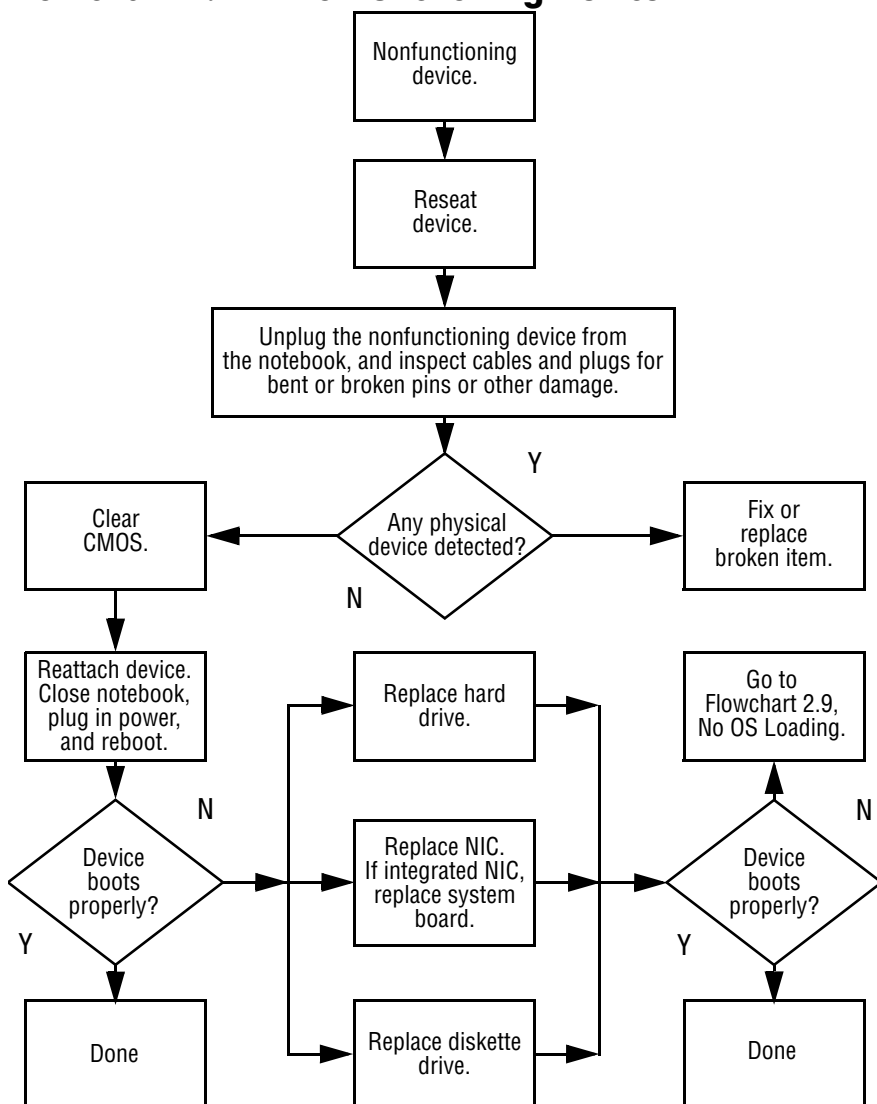 Nonfunctioning
device.
Reseat
device.
Unplug the nonfunctioning device from
the notebook, and inspect cables and plugs for
bent or broken pins or other damage.
Y
Any physical
device detected?
N
Clear
CMOS.
Fix or
replace
broken item.
Reattach device.
Close notebook,
plug in power,
and reboot.
Replace hard
drive.
Go to
Flowchart 2.9,
No OS Loading.
N
Device
boots
properly?
Y
Replace NIC.
If integrated NIC,
replace system
board.
N
Device
boots
properly?
Y
Done
Replace diskette
drive.
Done